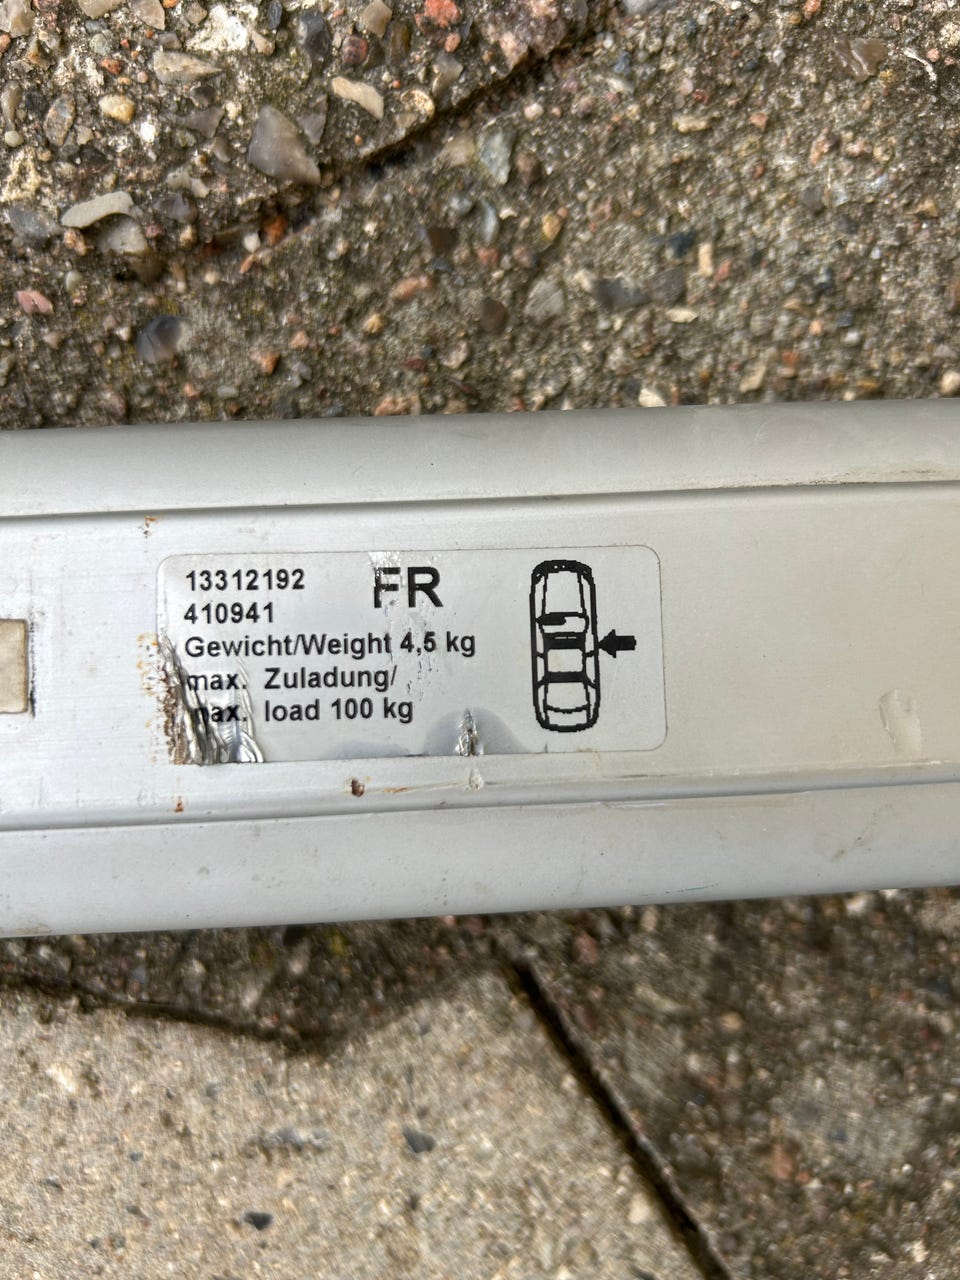 13312192
FR
410941
Gewicht/Weight 4,5 kg
max. Zuladung/
max. load 100 kg